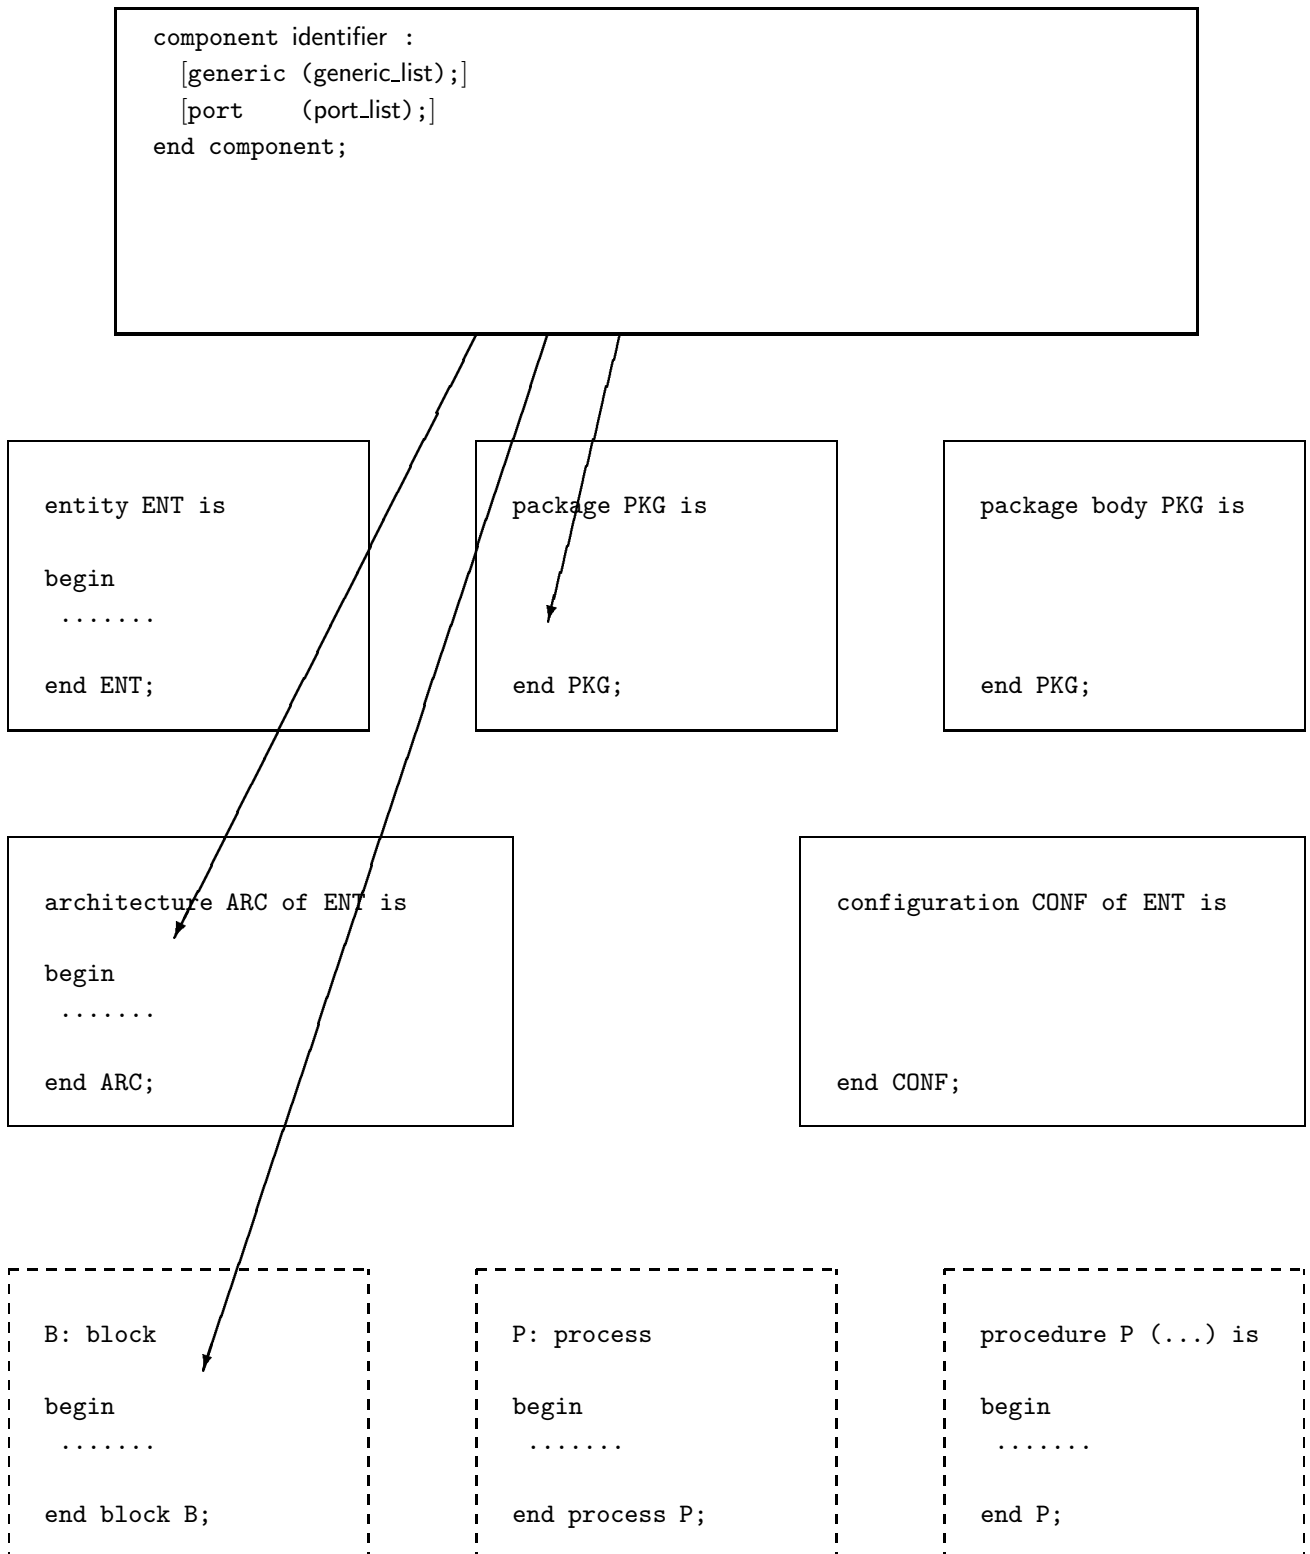 component identifier :
[generic (generic_list);]
[port (port_list);]
end component;
entity ENT is
begin
.......
end ENT;
package PKG is
end PKG;
package body PKG is
end PKG;
architecture ARC of ENT is
begin
.......
end ARC;
configuration CONF of ENT is
end CONF;
B: block
begin
.......
end block B;
P: process
begin
.......
end process P;
procedure P (...) is
begin
.......
end P;